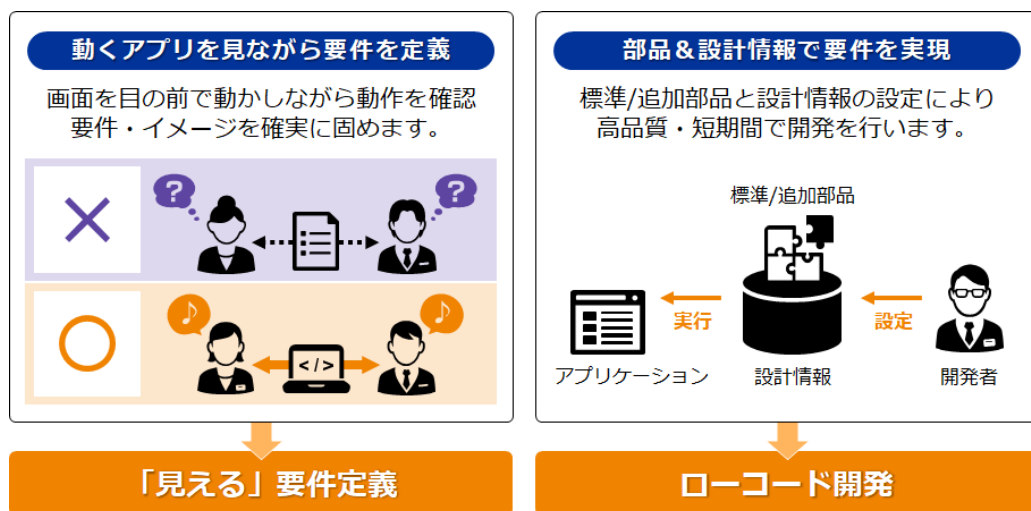 動くアプリを見ながら要件を定義
画面を目の前で動かしながら動作を確認
要件・イメージを確実に固めます。
?
?
♪
♪
</>
「見える」要件定義
部品&設計情報で要件を実現
標準/追加部品と設計情報の設定により
高品質・短期間で開発を行います。
標準/追加部品
実行
設定
アプリケーション
設計情報
開発者
ローコード開発